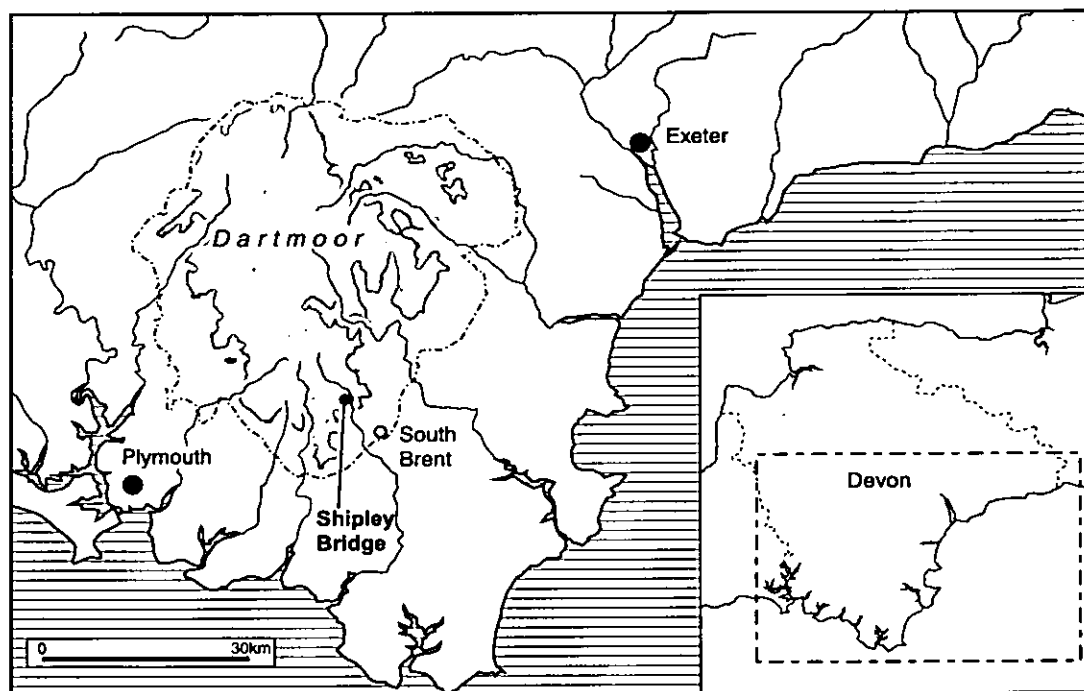 Exeter
Dartmoor
South
Brent
Plymouth
Shipley
Bridge
Devon
0 30km